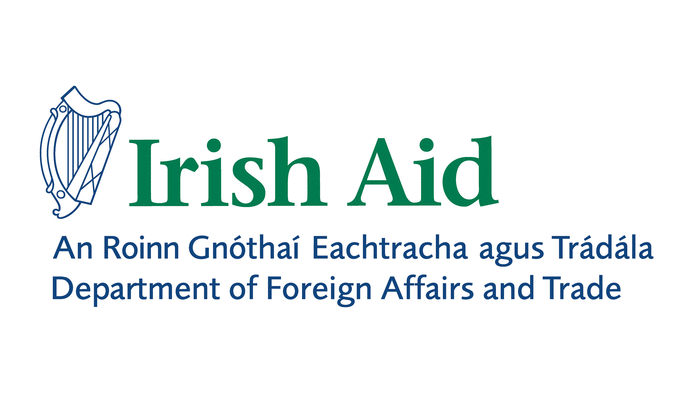 Irish Aid
An Roinn Gnóthaí Eachtracha agus Trádála
Department of Foreign Affairs and Trade